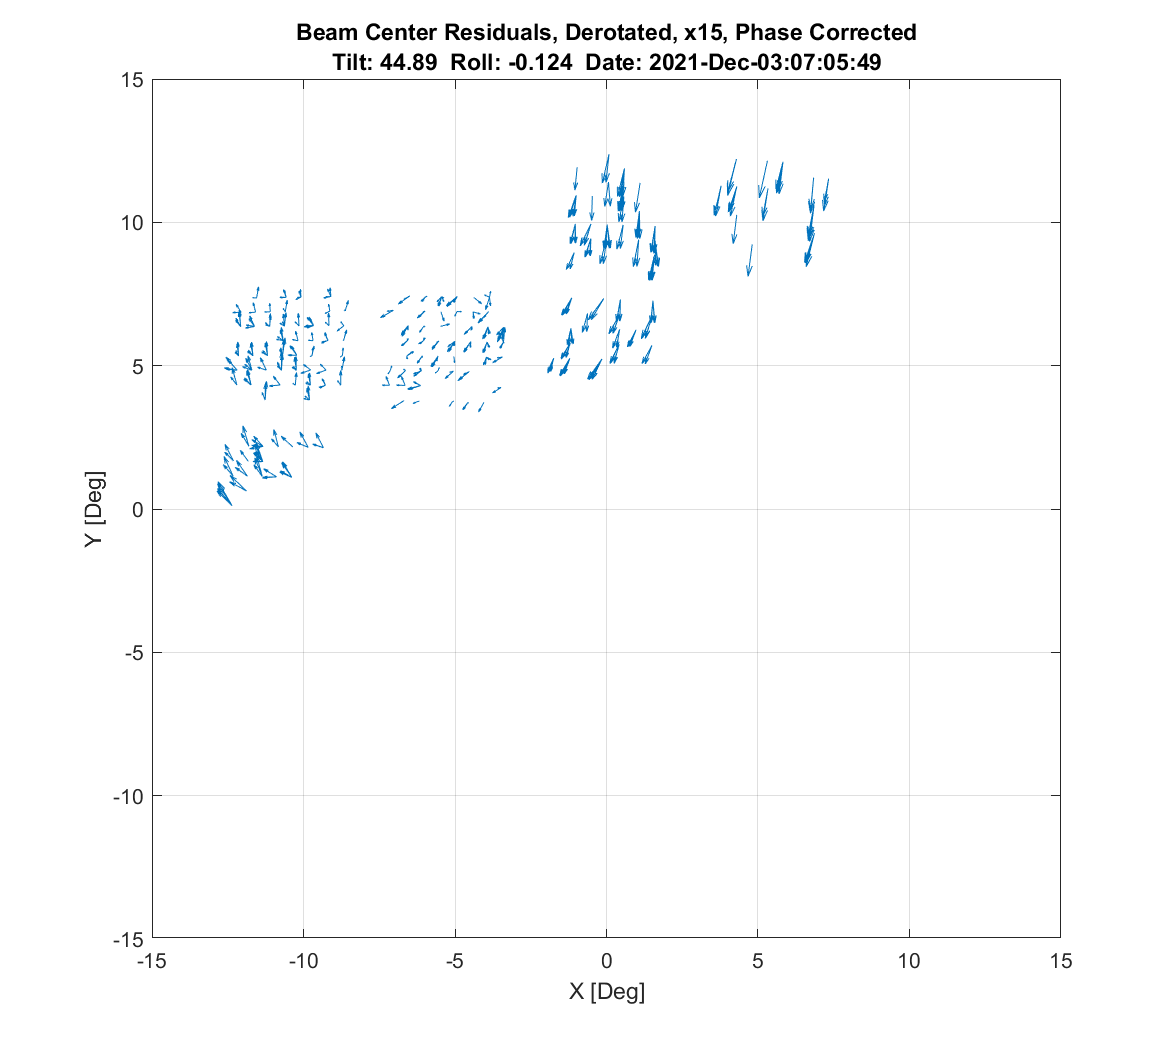 Beam Center Residuals, Derotated, x15, Phase Corrected
Tilt: 44.89  Roll: -0.124  Date: 2021-Dec-03:07:05:49
15
10
5
0
-5
-10
-15
Y [Deg]
-15 -10 -5 0 5 10 15
X [Deg]